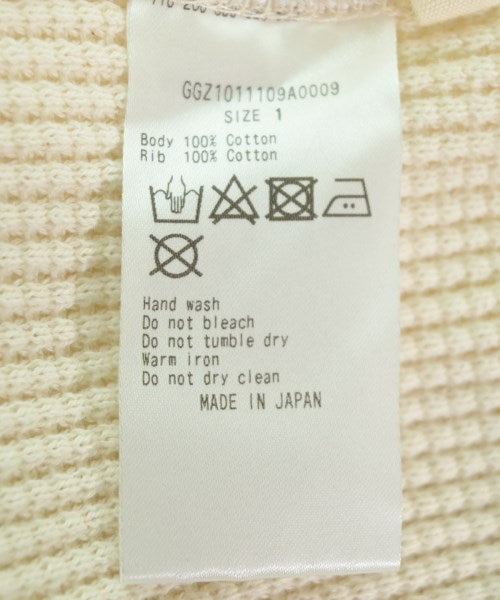 GGZ1011109A0009
SIZE 1
Body 100% Cotton
Rib 100% Cotton
Hand wash
Do not bleach
Do not tumble dry
Warm iron
Do not dry clean
MADE IN JAPAN